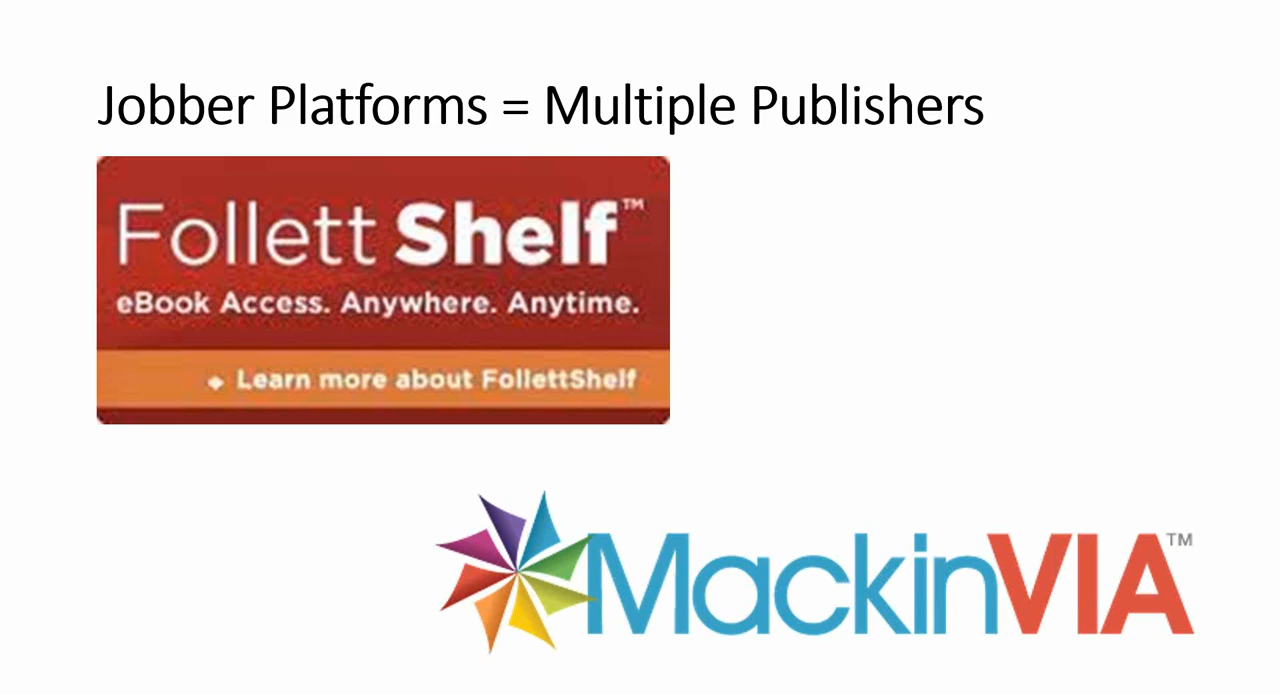 Jobber Platforms = Multiple Publishers
Follett Shelf™
eBook Access. Anywhere. Anytime.
Learn more about FollettShelf
MackinVIA™